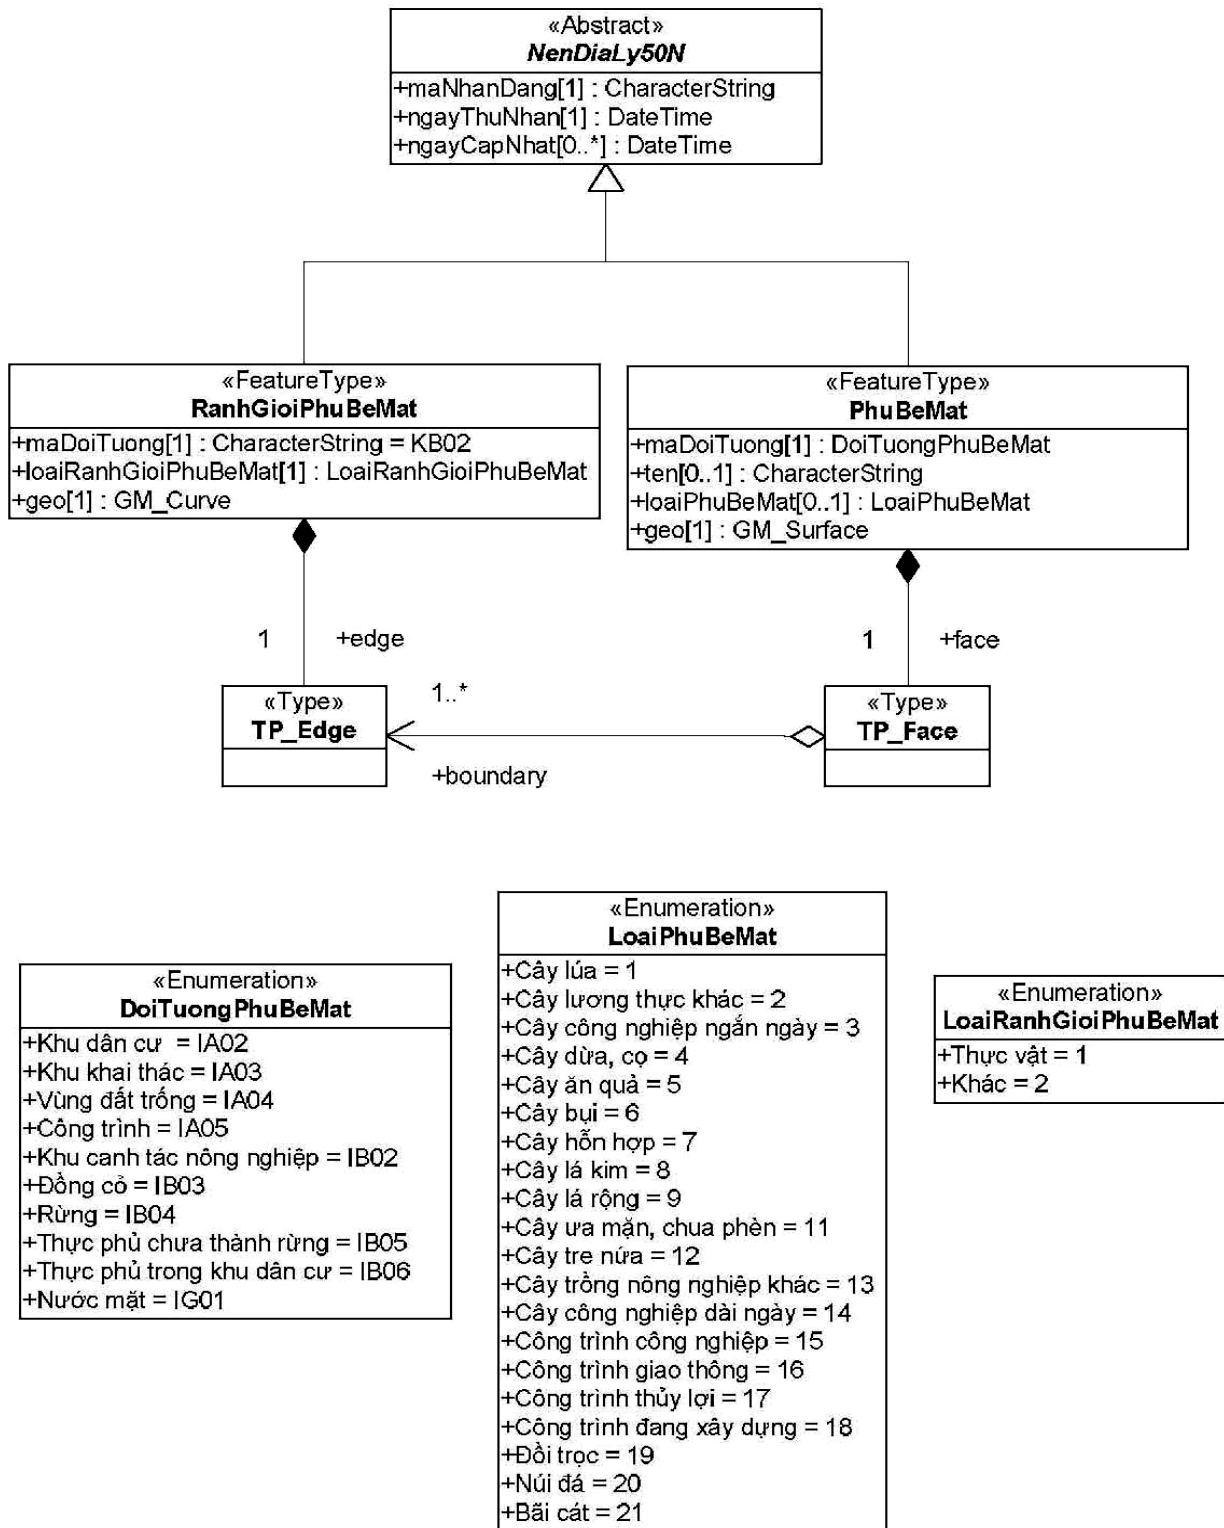 «Abstract»
NenDiaLy50N
+maNhanDang[1] : CharacterString
+ngayThuNhan[1] : DateTime
+ngayCapNhat[0..*] : DateTime
«FeatureType»
RanhGioiPhuBeMat
+maDoiTuong[1] : CharacterString = KB02
+loaiRanhGioiPhuBeMat[1] : LoaiRanhGioiPhuBeMat
+geo[1] : GM_Curve
«FeatureType»
PhuBeMat
+maDoiTuong[1] : DoiTuongPhuBeMat
+ten[0..1] : CharacterString
+loaiPhuBeMat[0..1] : LoaiPhuBeMat
+geo[1] : GM_Surface
1 +edge
1 +face
«Type»
TP_Edge
1..*
+boundary
«Type»
TP_Face
«Enumeration»
DoiTuongPhuBeMat
+Khu dân cư = IA02
+Khu khai thác = IA03
+Vùng đất trống = IA04
+Công trình = IA05
+Khu canh tác nông nghiệp = IB02
+Đồng cỏ = IB03
+Rừng = IB04
+Thực phủ chưa thành rừng = IB05
+Thực phủ trong khu dân cư = IB06
+Nước mặt = IG01
«Enumeration»
LoaiPhuBeMat
+Cây lúa = 1
+Cây lương thực khác = 2
+Cây công nghiệp ngắn ngày = 3
+Cây dừa, cọ = 4
+Cây ăn quả = 5
+Cây bụi = 6
+Cây hỗn hợp = 7
+Cây lá kim = 8
+Cây lá rộng = 9
+Cây ưa mặn, chua phèn = 11
+Cây tre nứa = 12
+Cây trồng nông nghiệp khác = 13
+Cây công nghiệp dài ngày = 14
+Công trình công nghiệp = 15
+Công trình giao thông = 16
+Công trình thủy lợi = 17
+Công trình đang xây dựng = 18
+Đồi trọc = 19
+Núi đá = 20
+Bãi cát = 21
«Enumeration»
LoaiRanhGioiPhuBeMat
+Thực vật = 1
+Khác = 2